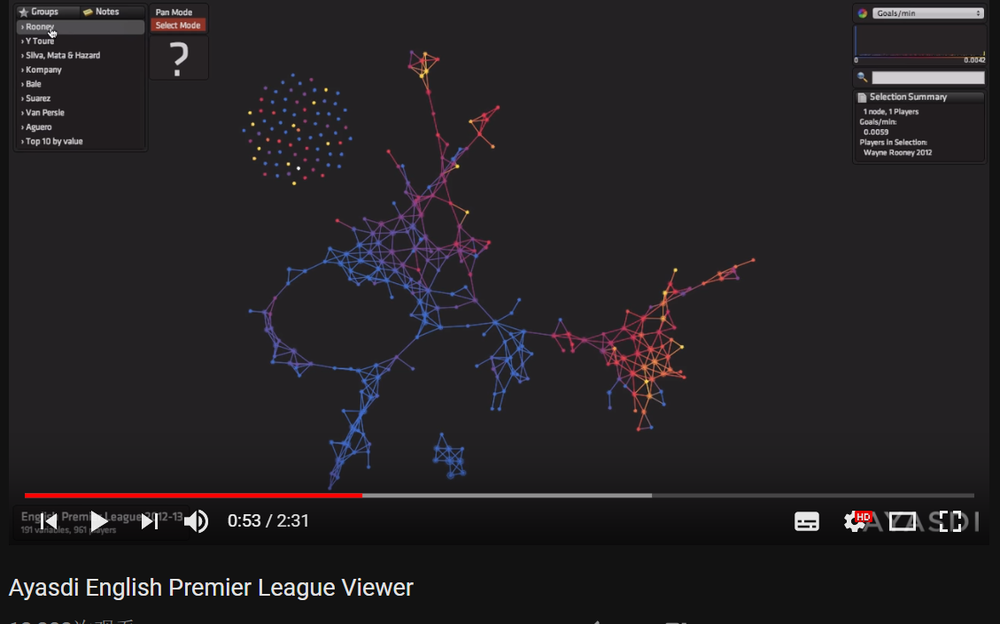 Groups Notes
› Rooney
› Y Toure
› Silva, Mata & Hazard
› Kompany
› Bale
› Suarez
› Van Persie
› Aguero
› Top 10 by value
Pan Mode
Select Mode
?
Goals/min
0 0.0042
Selection Summary
1 node, 1 Players
Goals/min:
0.0059
Players in Selection:
Wayne Rooney 2012
English Premier League 2012-13
191 variables, 961 players
0:53 / 2:31
HD
AYASDI
Ayasdi English Premier League Viewer